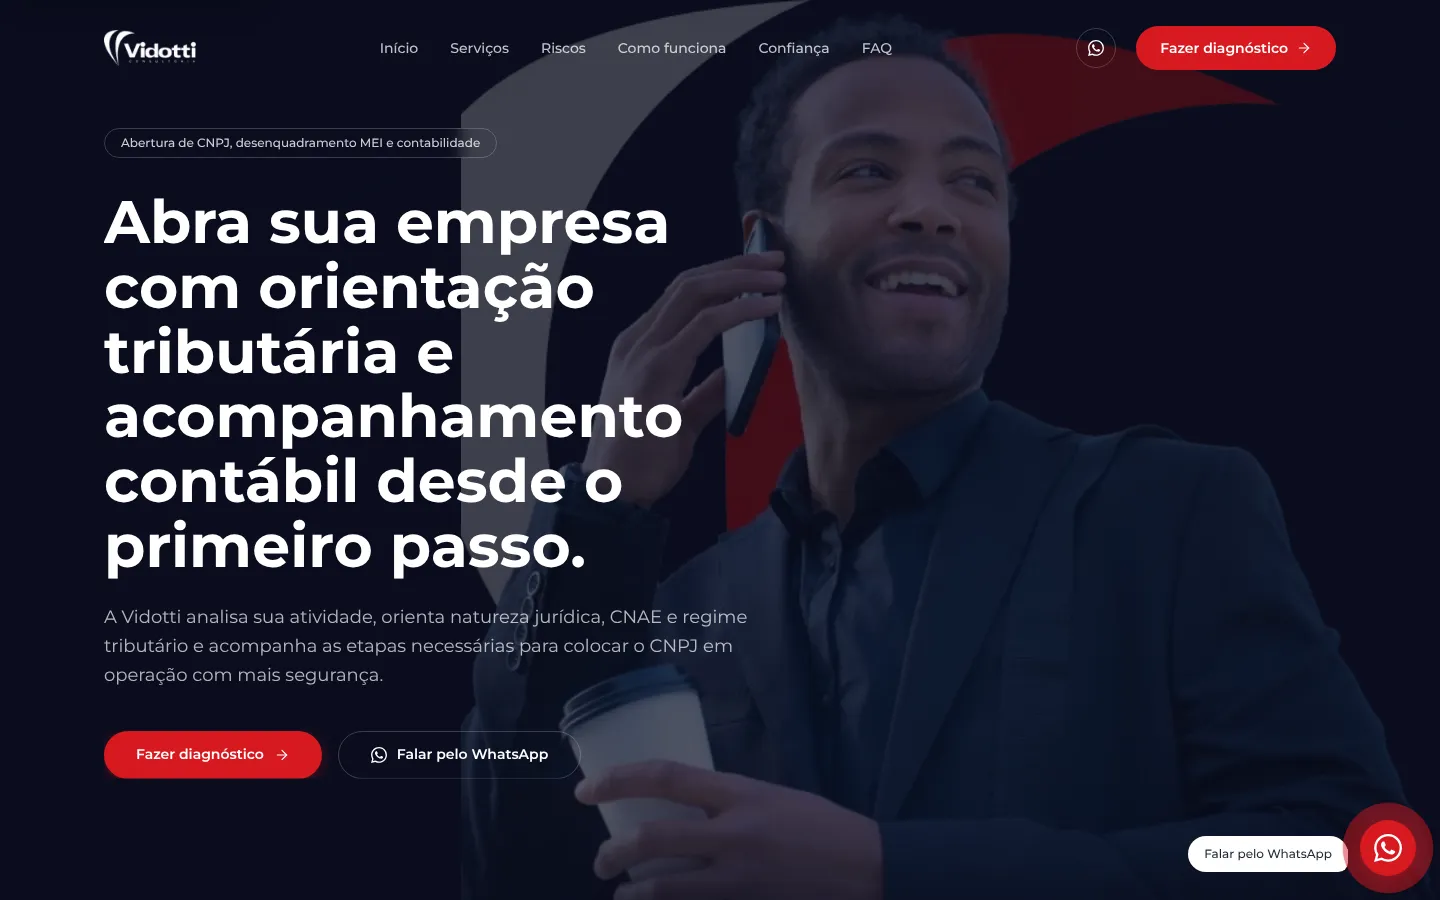 Vidotti
CONSULTORIA
Início
Serviços
Riscos
Como funciona
Confiança
FAQ
Fazer diagnóstico
Abertura de CNPJ, desenquadramento MEI e contabilidade
Abra sua empresa
com orientação
tributária e
acompanhamento
contábil desde o
primeiro passo.
A Vidotti analisa sua atividade, orienta natureza jurídica, CNAE e regime
tributário e acompanha as etapas necessárias para colocar o CNPJ em
operação com mais segurança.
Fazer diagnóstico
Falar pelo WhatsApp
Falar pelo WhatsApp